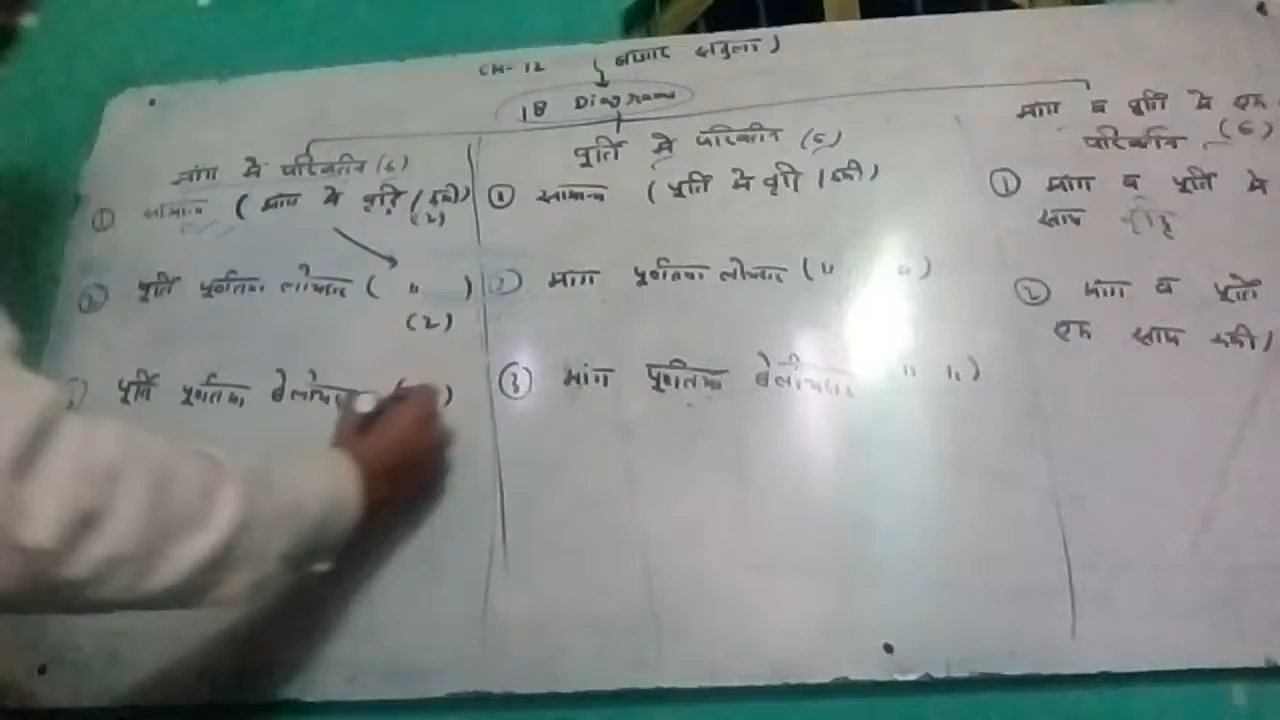 CH-12 बाजार संतुलन
18 Diagrams
मांग में परिवर्तन (6)
① सामान्य (मांग में वृद्धि / कमी)
(2)
② पूर्ति पूर्णतया लोचदार ( " )
(2)
पूर्ति पूर्णतया बेलोचदार ( )
पूर्ति में परिवर्तन (6)
① सामान्य (पूर्ति में वृद्धि / कमी)
② मांग पूर्णतया लोचदार ( " " )
③ मांग पूर्णतया बेलोचदार " " )
मांग व पूर्ति में एक
परिवर्तन (6)
① मांग व पूर्ति में
साथ वृद्धि
② मांग व पूर्ति
एक साथ कमी /